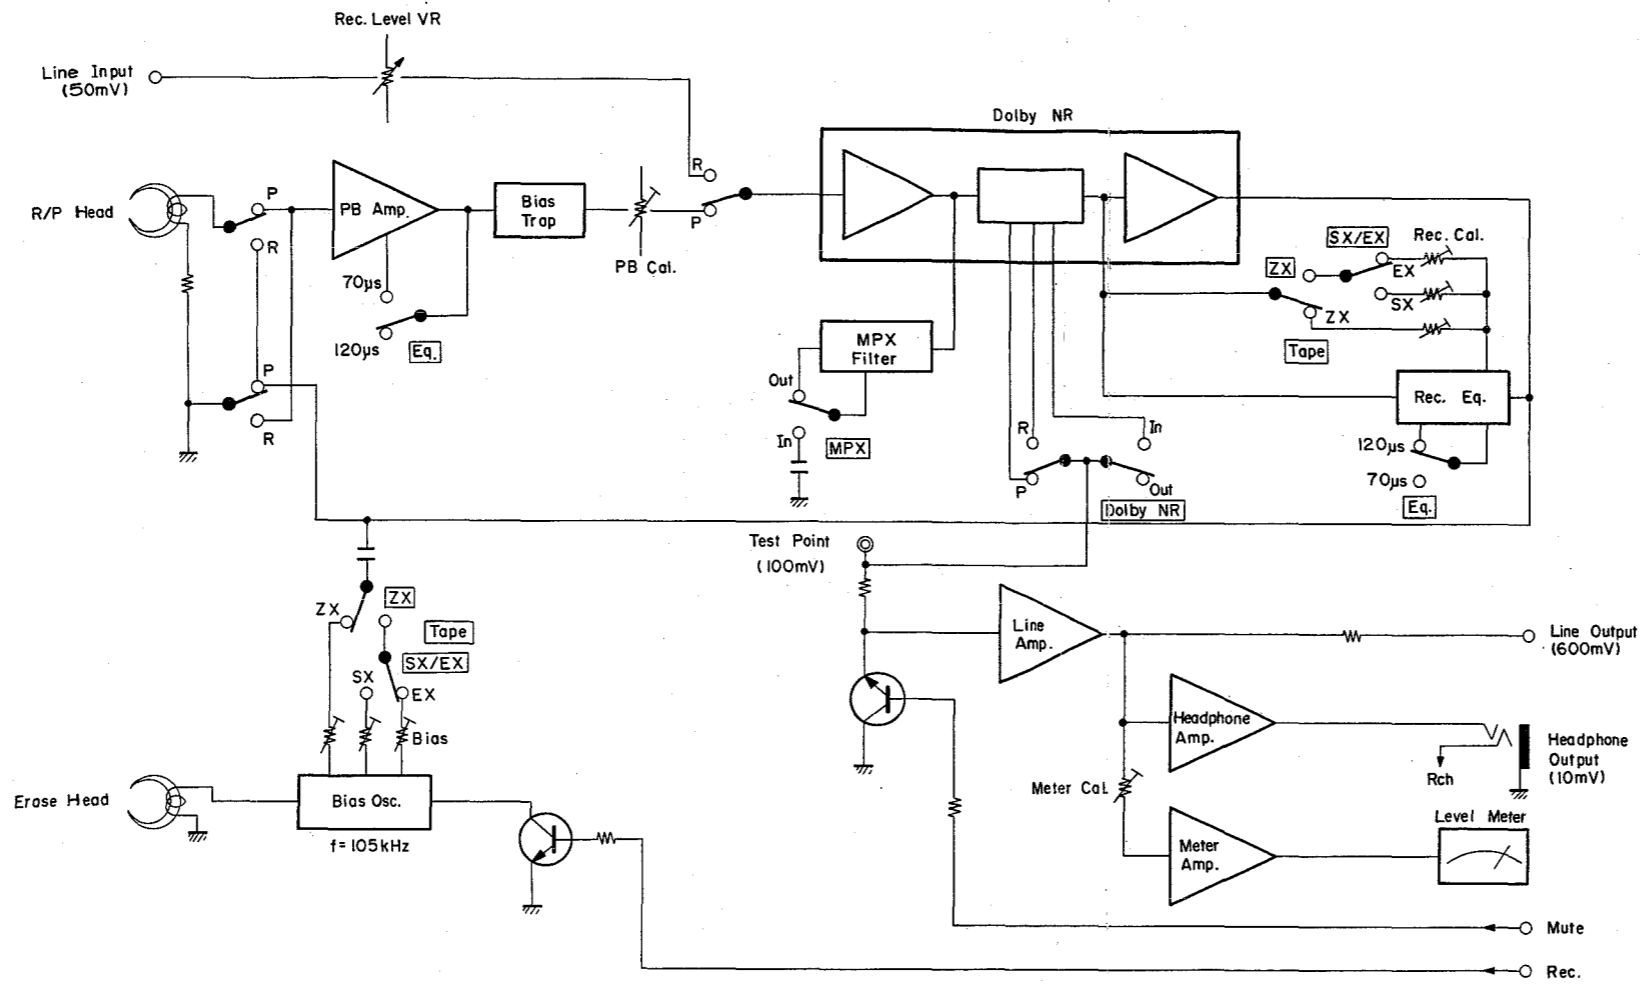 Rec. Level VR
Line Input
(50mV)
Dolby NR
R
P
R/P Head
P
R
PB Amp.
Bias
Trap
PB Cal.
70µs
120µs
Eq.
P
R
MPX
Filter
Out
In
MPX
R
P
In
Out
Dolby NR
SX/EX
Rec. Cal.
ZX
EX
SX
ZX
Tape
Rec. Eq.
120µs
70µs
Eq.
Test Point
(100mV)
ZX
ZX
Tape
SX/EX
SX
EX
Bias
Line
Amp.
Line Output
(600mV)
Headphone
Amp.
Rch
Headphone
Output
(10mV)
Meter Cal.
Level Meter
Meter
Amp.
Erase Head
Bias Osc.
f=105kHz
Mute
Rec.